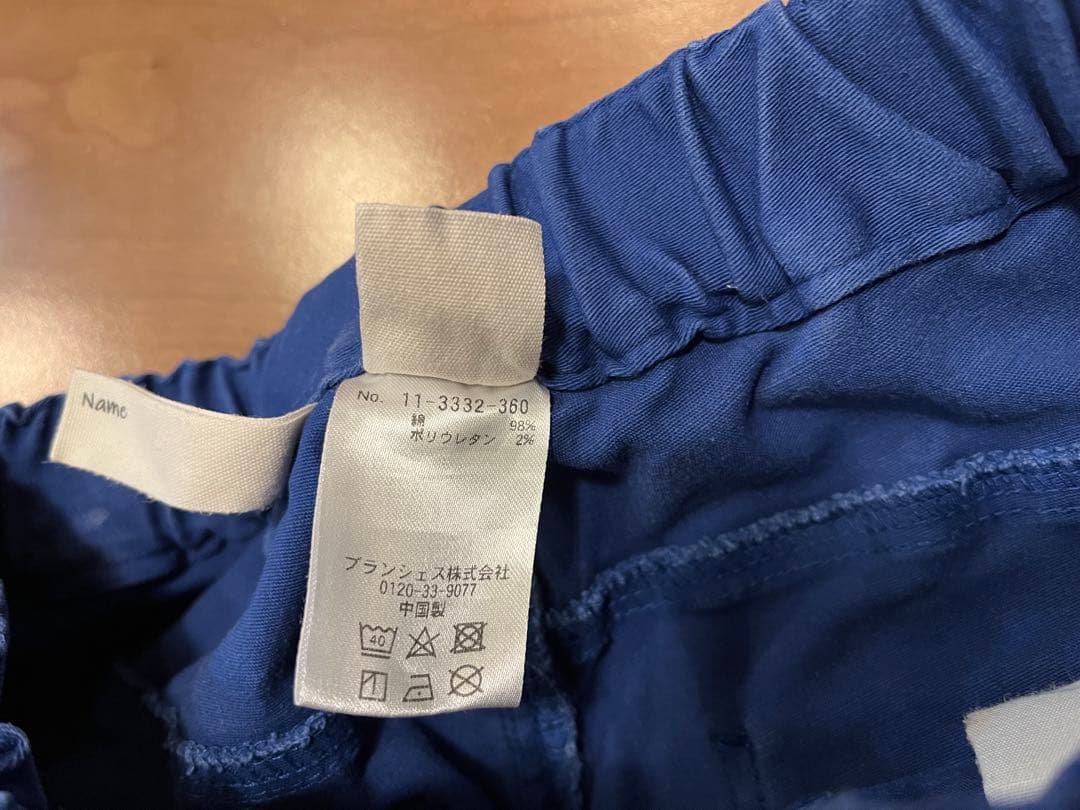 Name
No. 11-3332-360
綿 98%
ポリウレタン 2%
ブランシェス株式会社
0120-33-9077
中国製
40